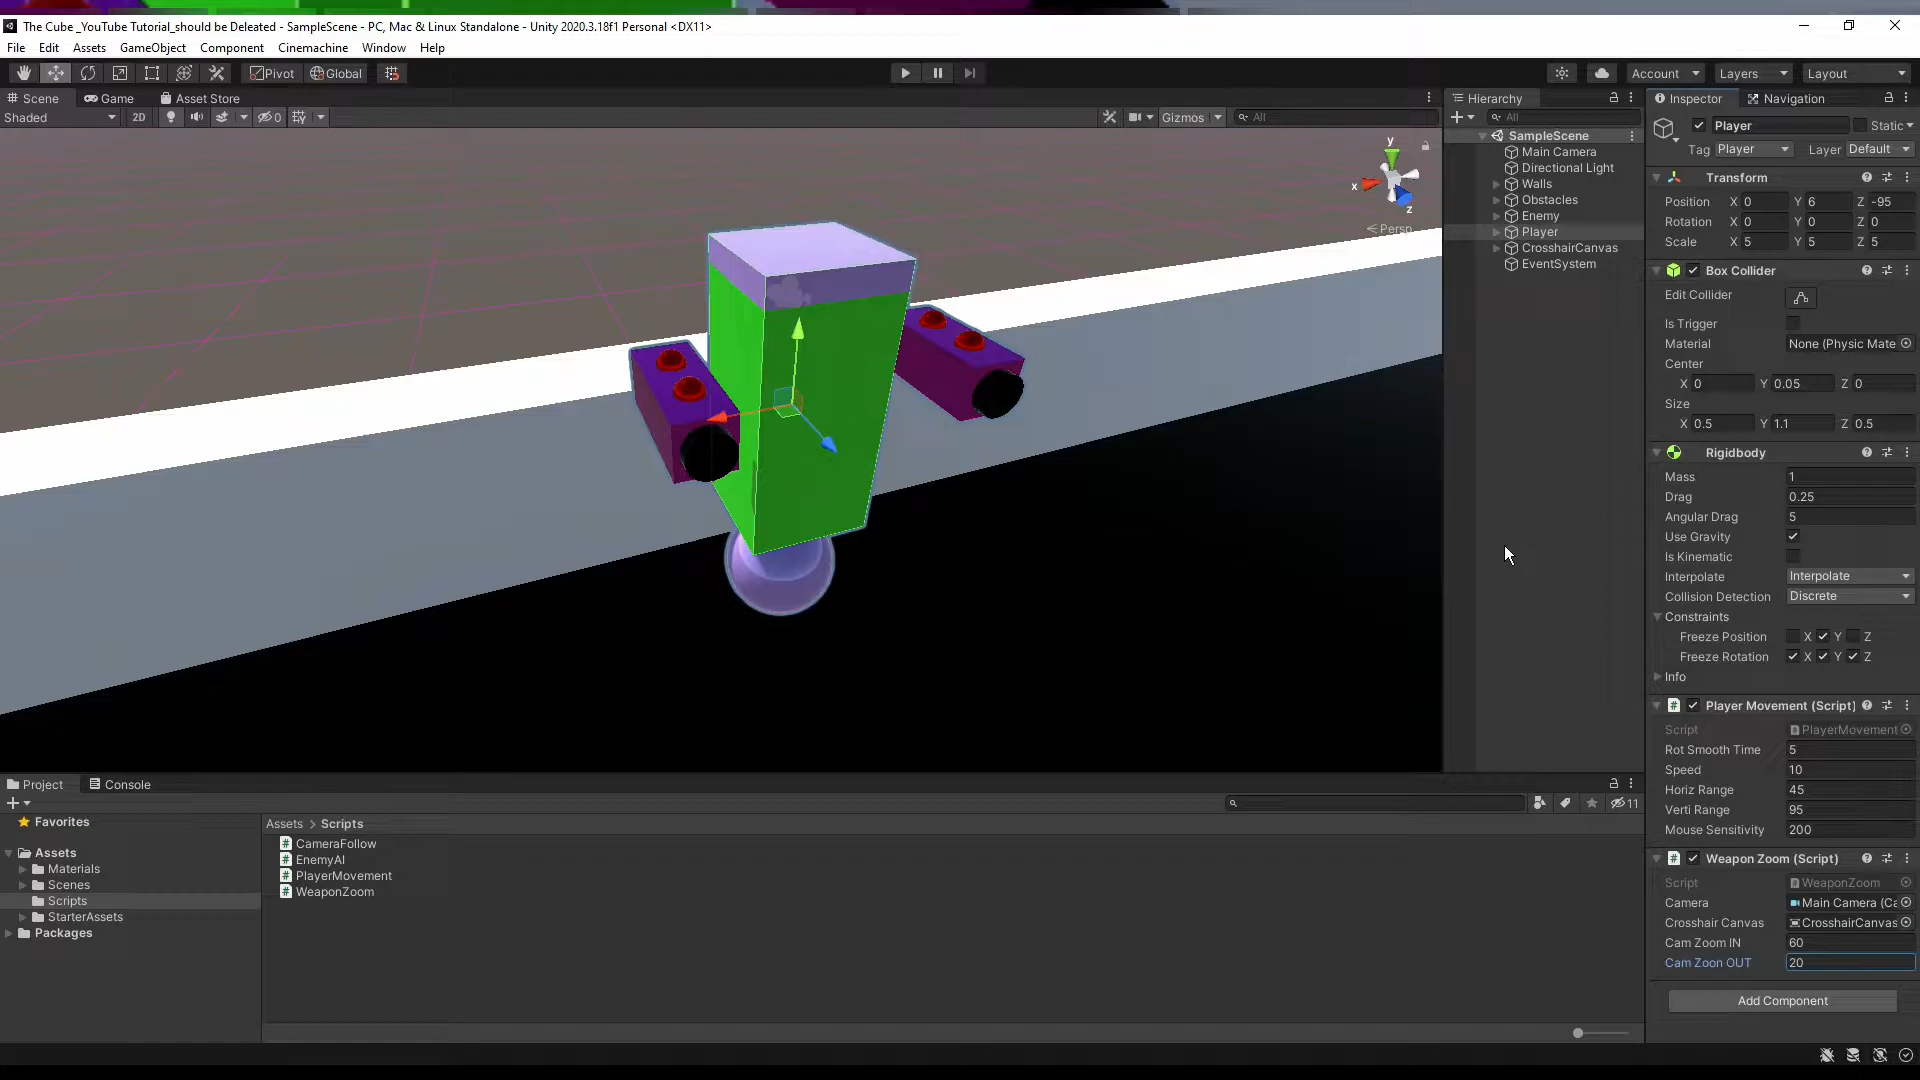 The Cube _YouTube Tutorial_should be Deleated - SampleScene - PC, Mac & Linux Standalone - Unity 2020.3.18f1 Personal <DX11>
File Edit Assets GameObject Component Cinemachine Window Help
Pivot Global Account Layers Layout
Scene Game Asset Store
Shaded 2D 0 Gizmos All
y
x
z
Persp
Hierarchy
All
SampleScene
Main Camera
Directional Light
Walls
Obstacles
Enemy
Player
CrosshairCanvas
EventSystem
Inspector Navigation
Player Static
Tag Player Layer Default
Transform
Position X 0 Y 6 Z -95
Rotation X 0 Y 0 Z 0
Scale X 5 Y 5 Z 5
Box Collider
Edit Collider
Is Trigger
Material None (Physic Mate
Center
X 0 Y 0.05 Z 0
Size
X 0.5 Y 1.1 Z 0.5
Rigidbody
Mass 1
Drag 0.25
Angular Drag 5
Use Gravity
Is Kinematic
Interpolate Interpolate
Collision Detection Discrete
Constraints
Freeze Position X Y Z
Freeze Rotation X Y Z
Info
Player Movement (Script)
Script PlayerMovement
Rot Smooth Time 5
Speed 10
Horiz Range 45
Verti Range 95
Mouse Sensitivity 200
Weapon Zoom (Script)
Script WeaponZoom
Camera Main Camera (Ca
Crosshair Canvas CrosshairCanvas
Cam Zoom IN 60
Cam Zoon OUT 20
Add Component
Project Console
11
Favorites
Assets
Materials
Scenes
Scripts
StarterAssets
Packages
Assets > Scripts
CameraFollow
EnemyAI
PlayerMovement
WeaponZoom